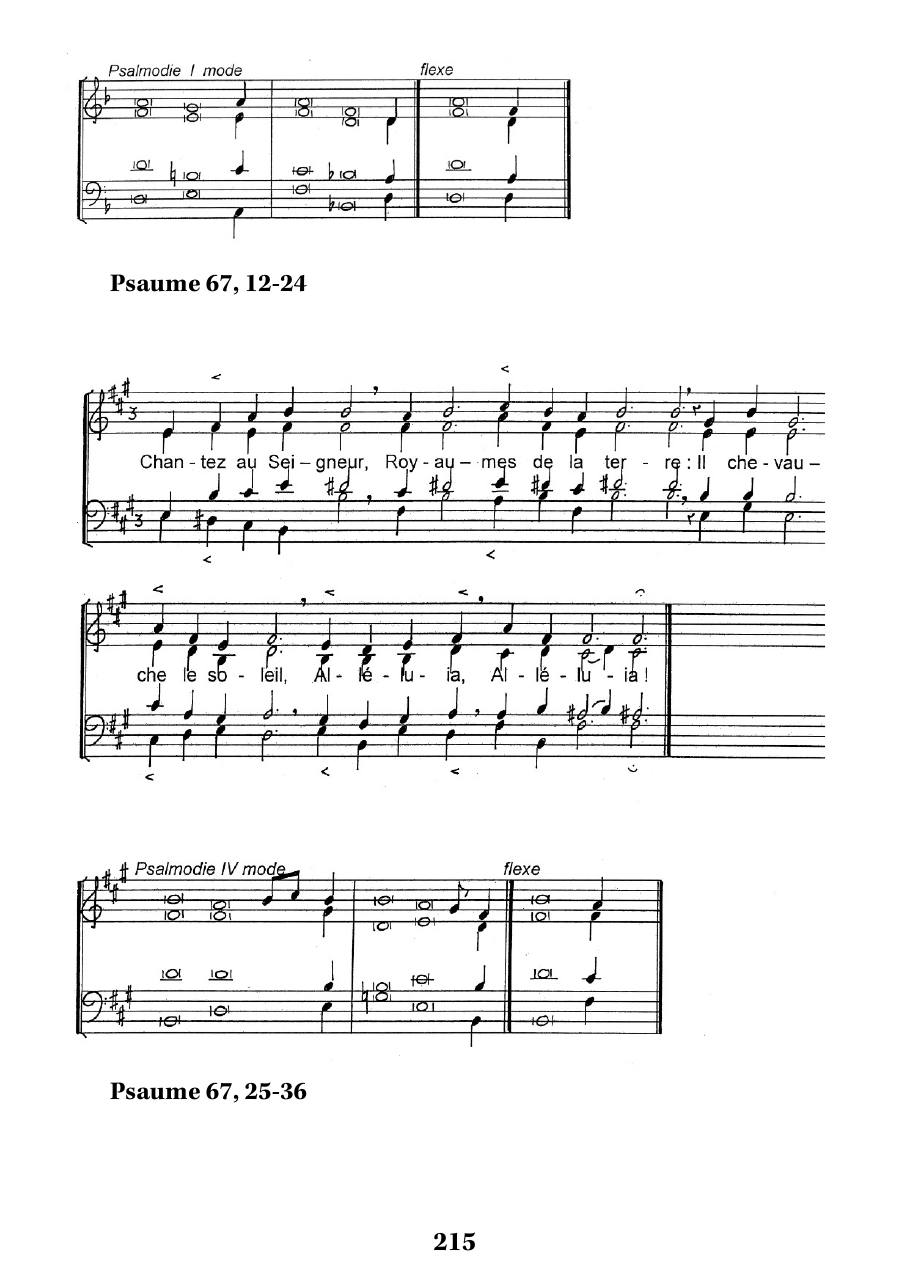 Psalmodie I mode flexe
Psaume 67, 12-24
Chan - tez au Sei - gneur, Roy - au - mes de la ter - re : Il che - vau -
che le so - leil, Al - lé - lu - ia, Al - lé - lu - ia !
Psalmodie IV mode flexe
Psaume 67, 25-36
215